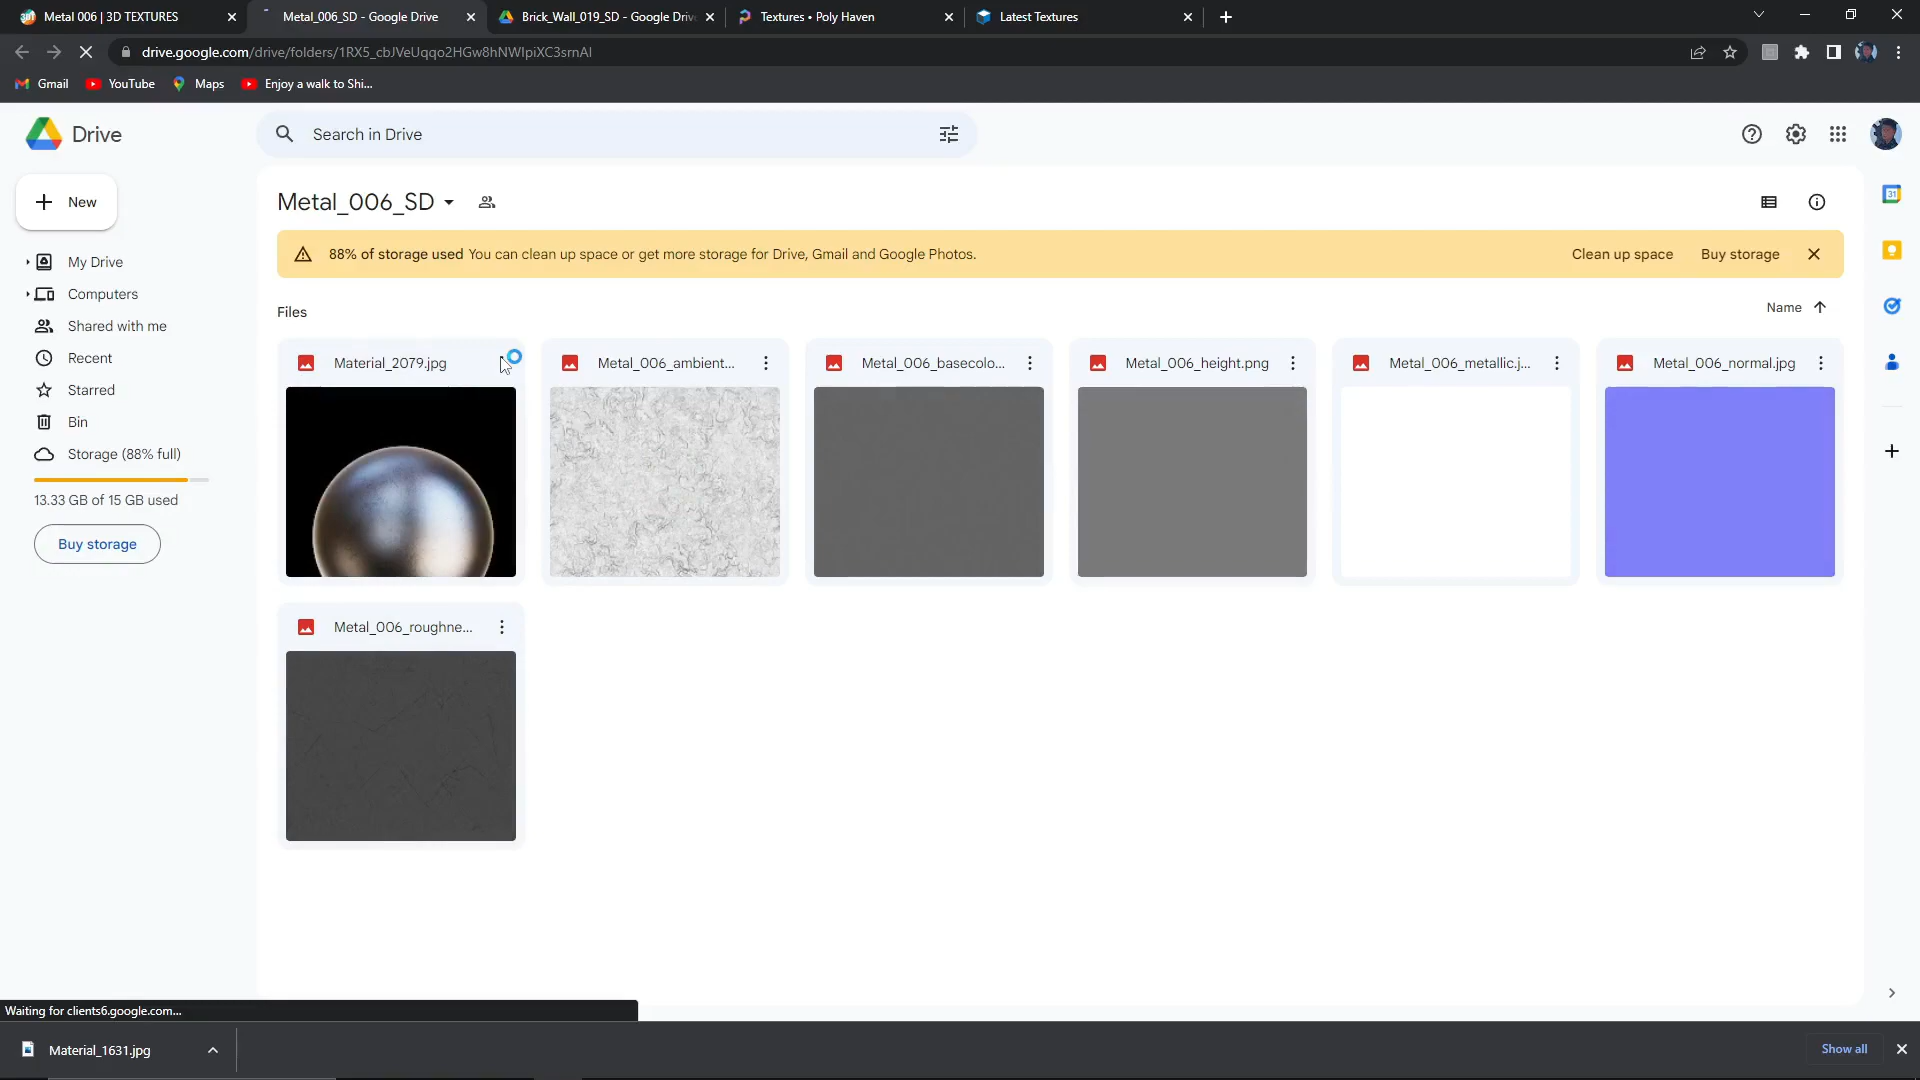 Metal 006 | 3D TEXTURES
Metal_006_SD - Google Drive
Brick_Wall_019_SD - Google Driv
Textures • Poly Haven
Latest Textures
drive.google.com/drive/folders/1RX5_cbJVeUqqo2HGw8hNWIpiXC3srnAl
Gmail
YouTube
Maps
Enjoy a walk to Shi...
Drive
Search in Drive
New
My Drive
Computers
Shared with me
Recent
Starred
Bin
Storage (88% full)
13.33 GB of 15 GB used
Buy storage
Metal_006_SD
88% of storage used You can clean up space or get more storage for Drive, Gmail and Google Photos.
Clean up space
Buy storage
Files
Name
Material_2079.jpg
Metal_006_ambient...
Metal_006_basecolo...
Metal_006_height.png
Metal_006_metallic.j...
Metal_006_normal.jpg
Metal_006_roughne...
31
Waiting for clients6.google.com...
Material_1631.jpg
Show all